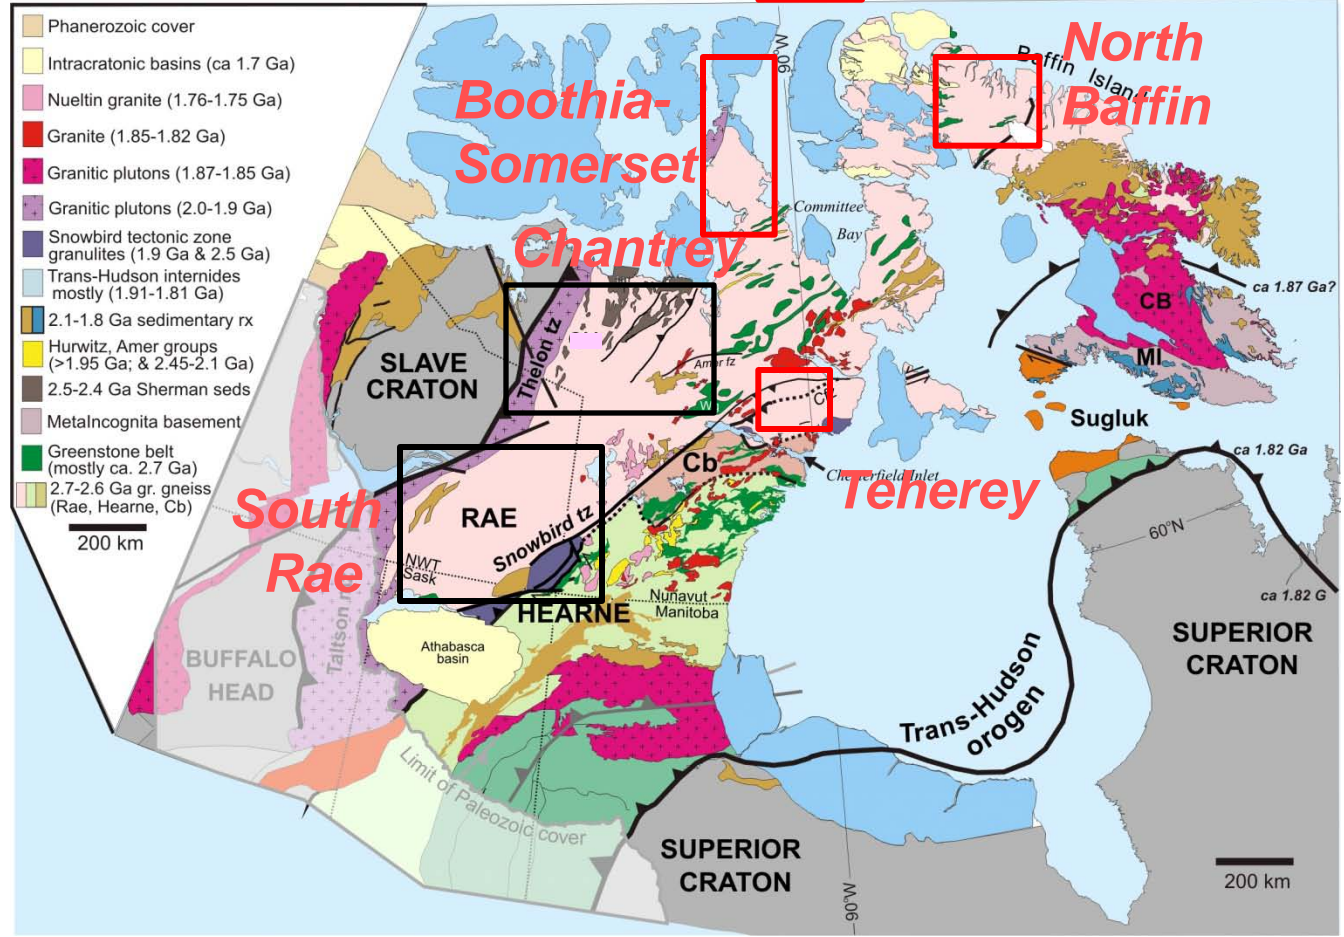 Phanerozoic cover
Intracratonic basins (ca 1.7 Ga)
Nueltin granite (1.76-1.75 Ga)
Granite (1.85-1.82 Ga)
Granitic plutons (1.87-1.85 Ga)
Granitic plutons (2.0-1.9 Ga)
Snowbird tectonic zone
granulites (1.9 Ga & 2.5 Ga)
Trans-Hudson internides
mostly (1.91-1.81 Ga)
2.1-1.8 Ga sedimentary rx
Hurwitz, Amer groups
(>1.95 Ga; & 2.45-2.1 Ga)
2.5-2.4 Ga Sherman seds
MetaIncognita basement
Greenstone belt
(mostly ca. 2.7 Ga)
2.7-2.6 Ga gr. gneiss
(Rae, Hearne, Cb)
200 km
Boothia-
Somerset
Chantrey
North
Baffin
Baffin Island
90°W
Committee
Bay
SLAVE
CRATON
Thelon tz
Amer fz
W
Cb
Chesterfield Inlet
Teherey
South
Rae
RAE
Snowbird tz
NWT
Sask
HEARNE
Nunavut
Manitoba
Athabasca
basin
BUFFALO
HEAD
Taltson
Limit of Paleozoic cover
CB
MI
ca 1.87 Ga?
Sugluk
ca 1.82 Ga
60°N
ca 1.82 G
SUPERIOR
CRATON
Trans-Hudson
orogen
SUPERIOR
CRATON
90°W
200 km